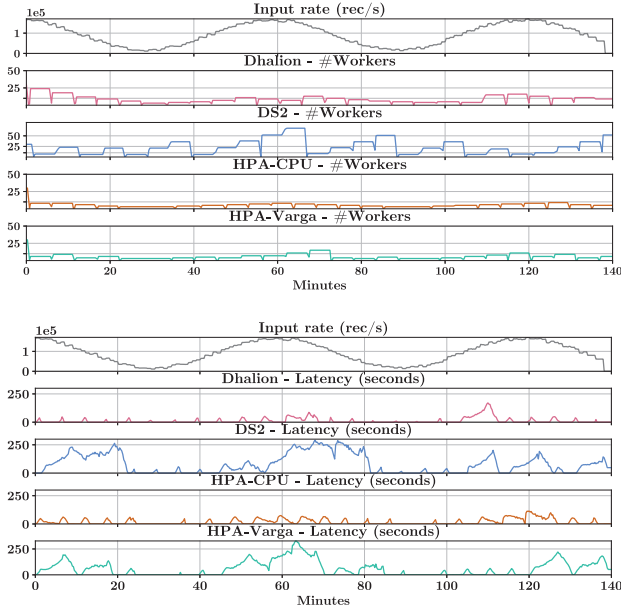 Input rate (rec/s)
1e5
1
0
Dhalion - #Workers
50
25
DS2 - #Workers
50
25
HPA-CPU - #Workers
50
25
HPA-Varga - #Workers
50
25
0 20 40 60 80 100 120 140
Minutes
Input rate (rec/s)
1e5
1
0
Dhalion - Latency (seconds)
250
0
DS2 - Latency (seconds)
250
0
HPA-CPU - Latency (seconds)
250
0
HPA-Varga - Latency (seconds)
250
0
0 20 40 60 80 100 120 140
Minutes